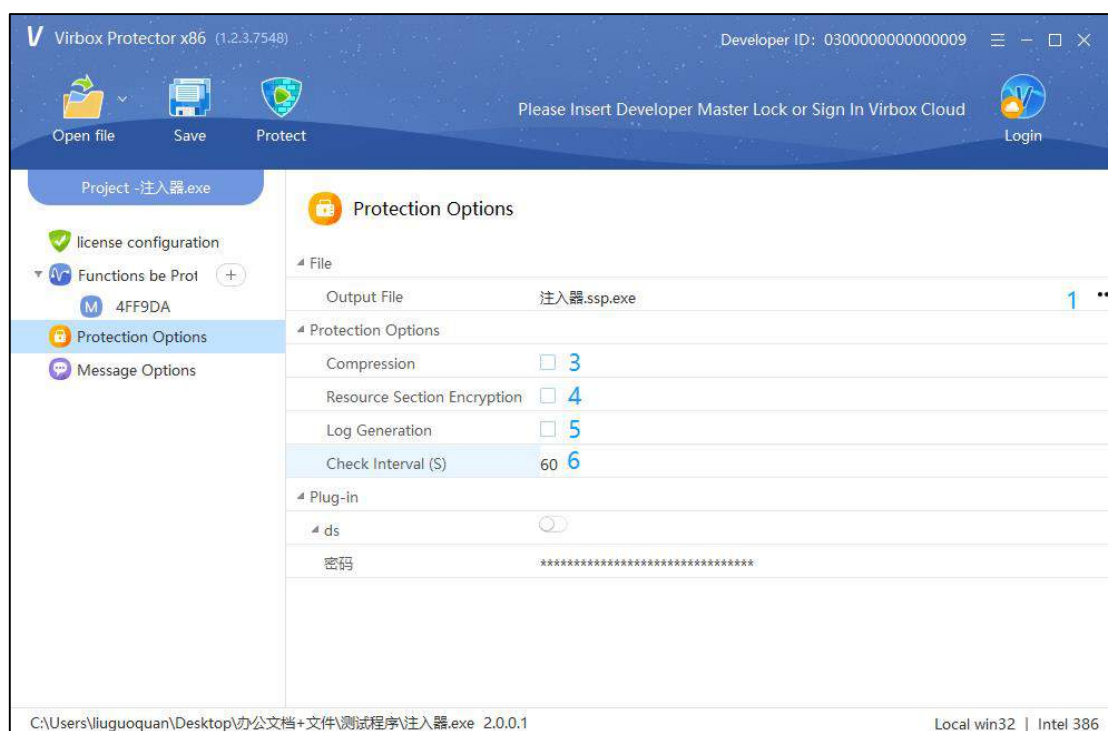 V Virbox Protector x86 (1.2.3.7548) Developer ID: 0300000000000009
Please Insert Developer Master Lock or Sign In Virbox Cloud
Open file Save Protect Login
Project -注入器.exe
license configuration
Functions be Prot
M 4FF9DA
Protection Options
Message Options
Protection Options
File
Output File 注入器.ssp.exe 1
Protection Options
Compression 3
Resource Section Encryption 4
Log Generation 5
Check Interval (S) 60 6
Plug-in
ds
密码 ********************************
C:\Users\liuguoquan\Desktop\办公文档+文件\测试程序\注入器.exe 2.0.0.1 Local win32 | Intel 386